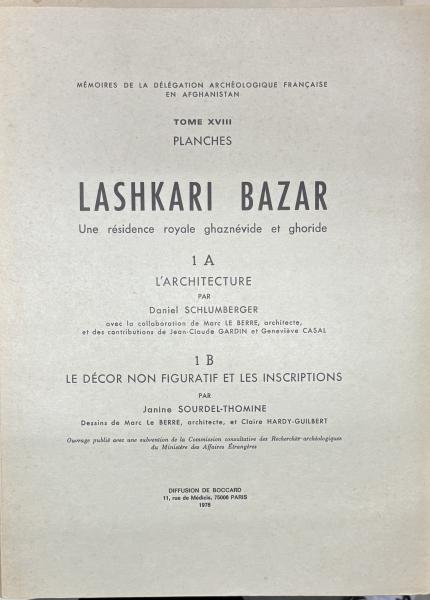 MÉMOIRES DE LA DÉLÉGATION ARCHÉOLOGIQUE FRANÇAISE
EN AFGHANISTAN
TOME XVIII
PLANCHES
LASHKARI BAZAR
Une résidence royale ghaznévide et ghoride
1 A
L'ARCHITECTURE
PAR
Daniel SCHLUMBERGER
avec la collaboration de Marc LE BERRE, architecte,
et des contributions de Jean-Claude GARDIN et Geneviève CASAL
1 B
LE DÉCOR NON FIGURATIF ET LES INSCRIPTIONS
PAR
Janine SOURDEL-THOMINE
Dessins de Marc Le BERRE, architecte, et Claire HARDY-GUILBERT
Ouvrage publié avec une subvention de la Commission consultative des Recherches archéologiques
du Ministère des Affaires Étrangères
DIFFUSION DE BOCCARD
11, rue de Médicis, 75006 PARIS
1978